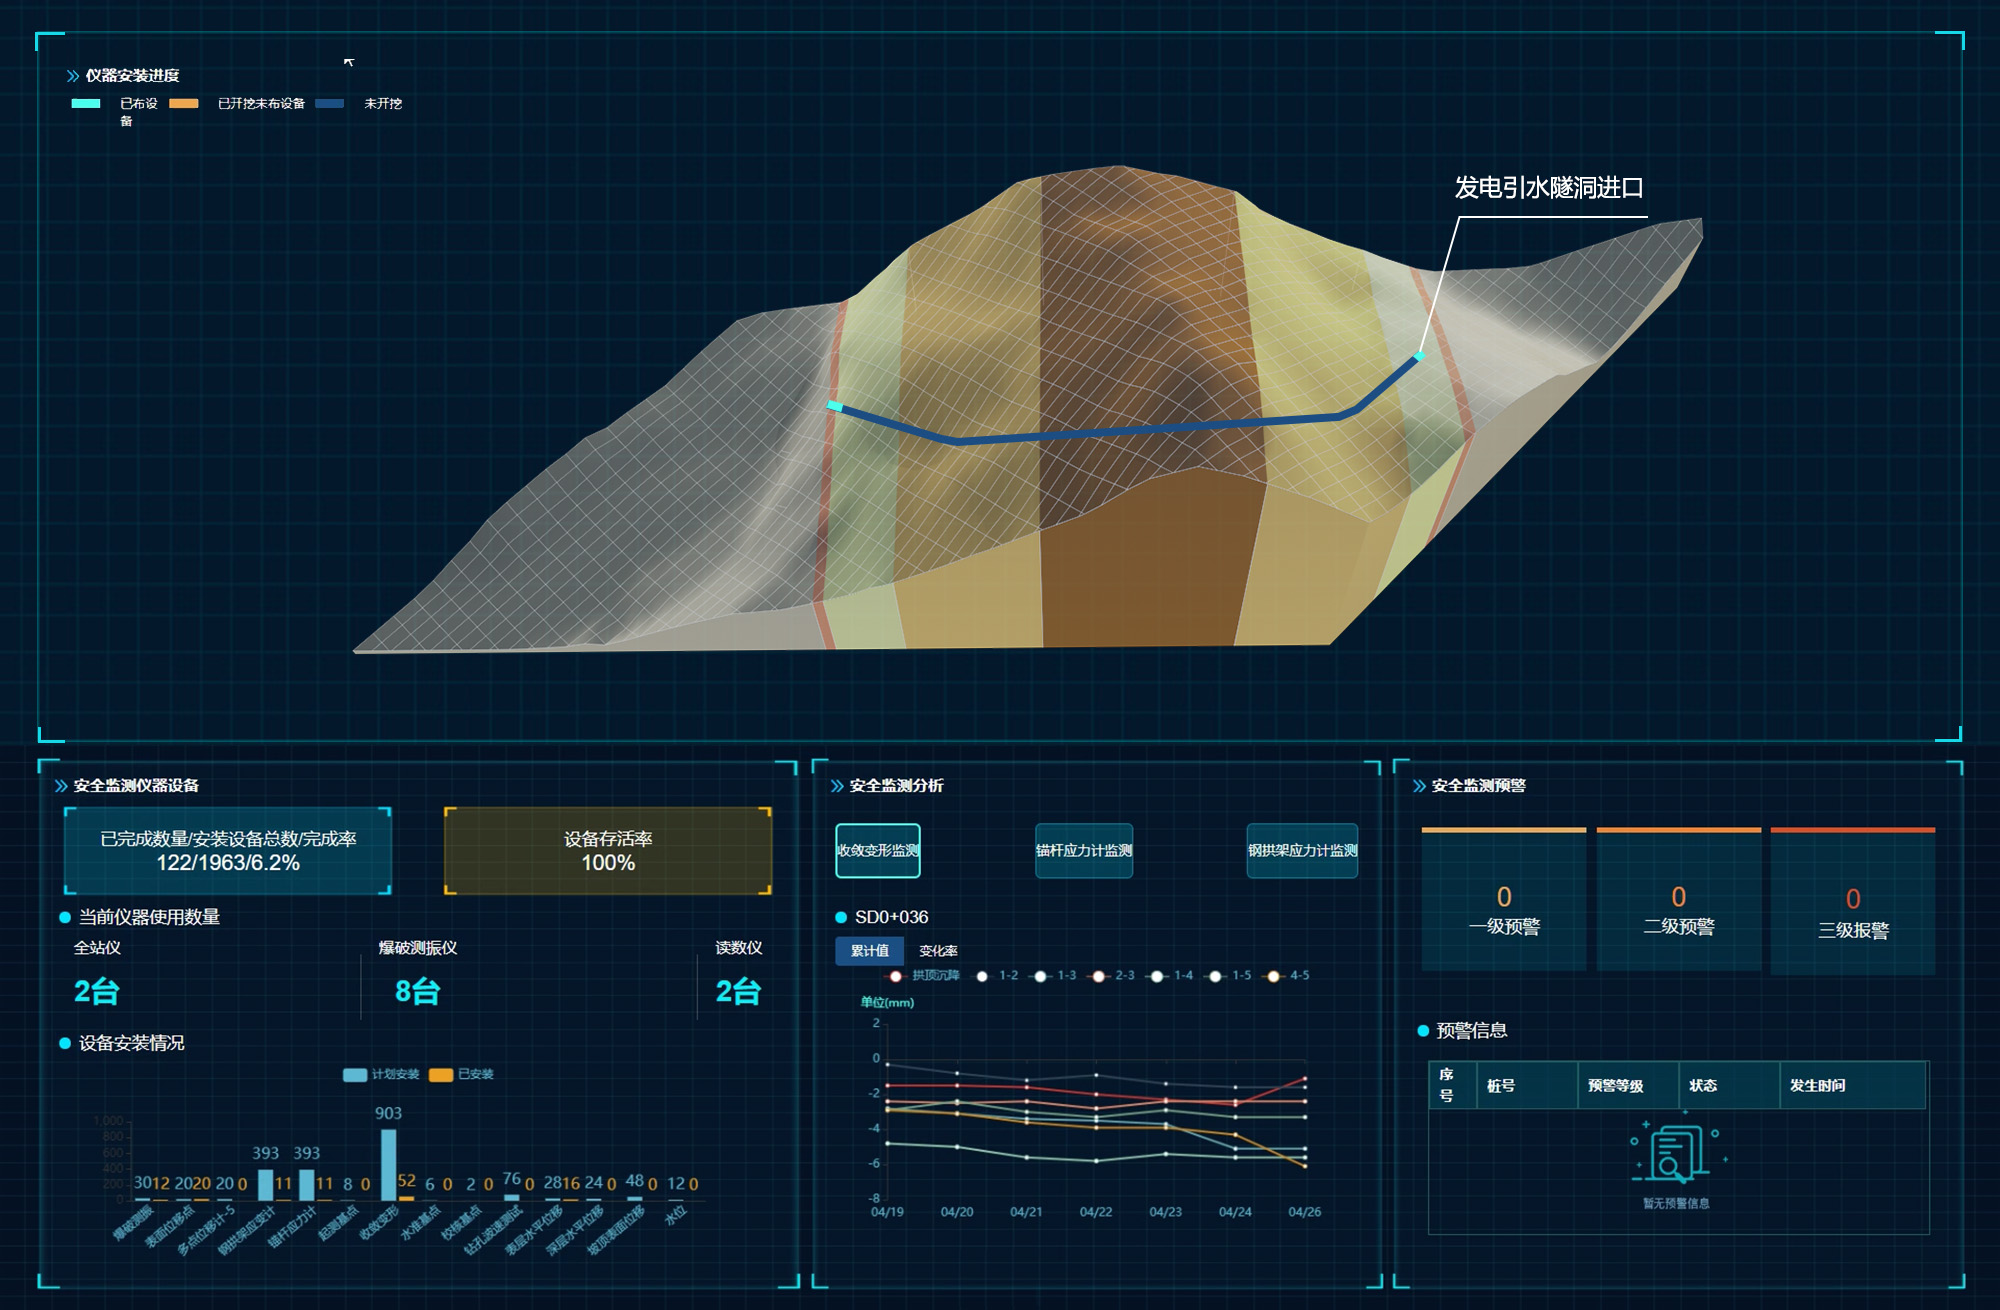 仪器安装进度
已布设备
已开挖未布设备
未开挖
发电引水隧洞进口
安全监测仪器设备
已完成数量/安装设备总数/完成率
122/1963/6.2%
设备存活率
100%
当前仪器使用数量
全站仪
爆破测振仪
读数仪
2台
8台
2台
设备安装情况
计划安装
已安装
1,000
800
600
400
200
0
30 12 20 20 20 0 393 11 393 11 8 0 903 52 6 0 2 0 76 0 28 16 24 0 48 0 12 0
爆破测振
表面位移点
多点位移计-5
钢拱架应变计
锚杆应力计
起测基点
收敛变形
水准基点
校核基点
钻孔波速测试
表层水平位移
深层水平位移
坡顶表面位移
水位
安全监测分析
收敛变形监测
锚杆应力计监测
钢拱架应力计监测
SD0+036
累计值
变化率
拱顶沉降 1-2 1-3 2-3 1-4 1-5 4-5
单位(mm)
2
0
-2
-4
-6
-8
04/19 04/20 04/21 04/22 04/23 04/24 04/26
安全监测预警
0
一级预警
0
二级预警
0
三级报警
预警信息
序号
桩号
预警等级
状态
发生时间
暂无预警信息